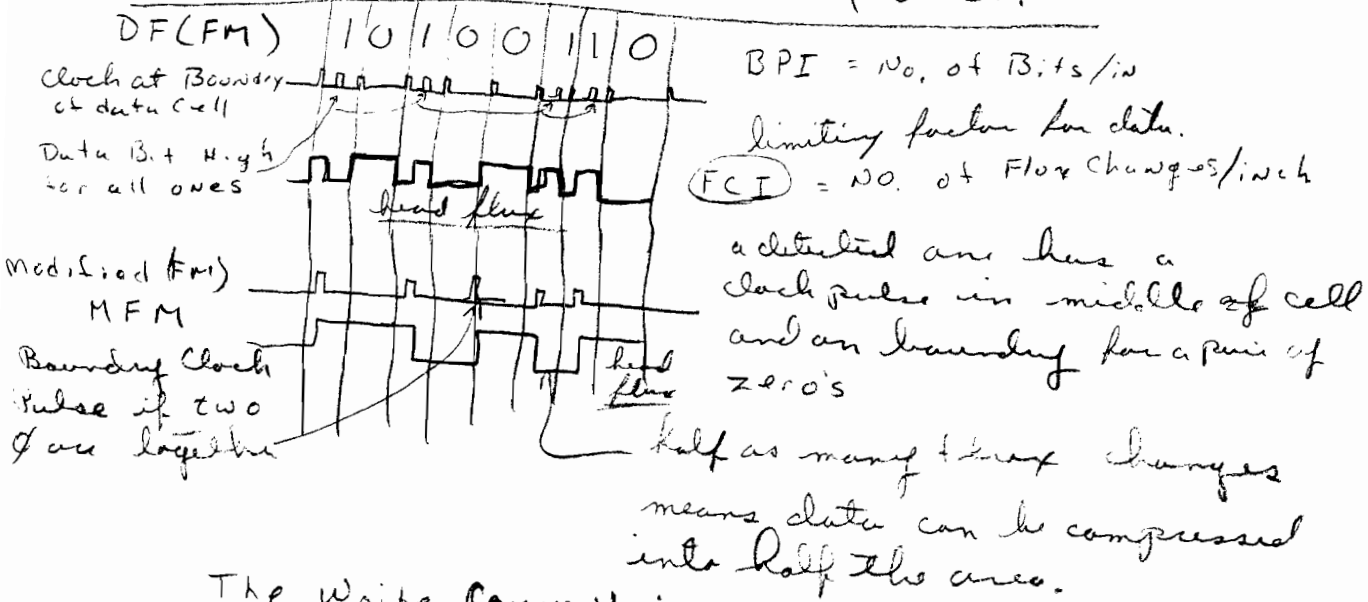 DF(FM) 1 0 1 0 0 1 1 0
Clock at Boundry
of data Cell
Data Bit High
for all ones
head flux
Modified (FM)
MFM
Boundry Clock
Pulse if two
Ø are together
head
flux
BPI = No. of Bits/in
limiting factor for data.
FCI = NO. of Flux Changes/inch
a detected one has a
clock pulse in middle of cell
and on boundry for a pair of
zero's
half as many changes
means data can be compressed
into half the area.
The Write